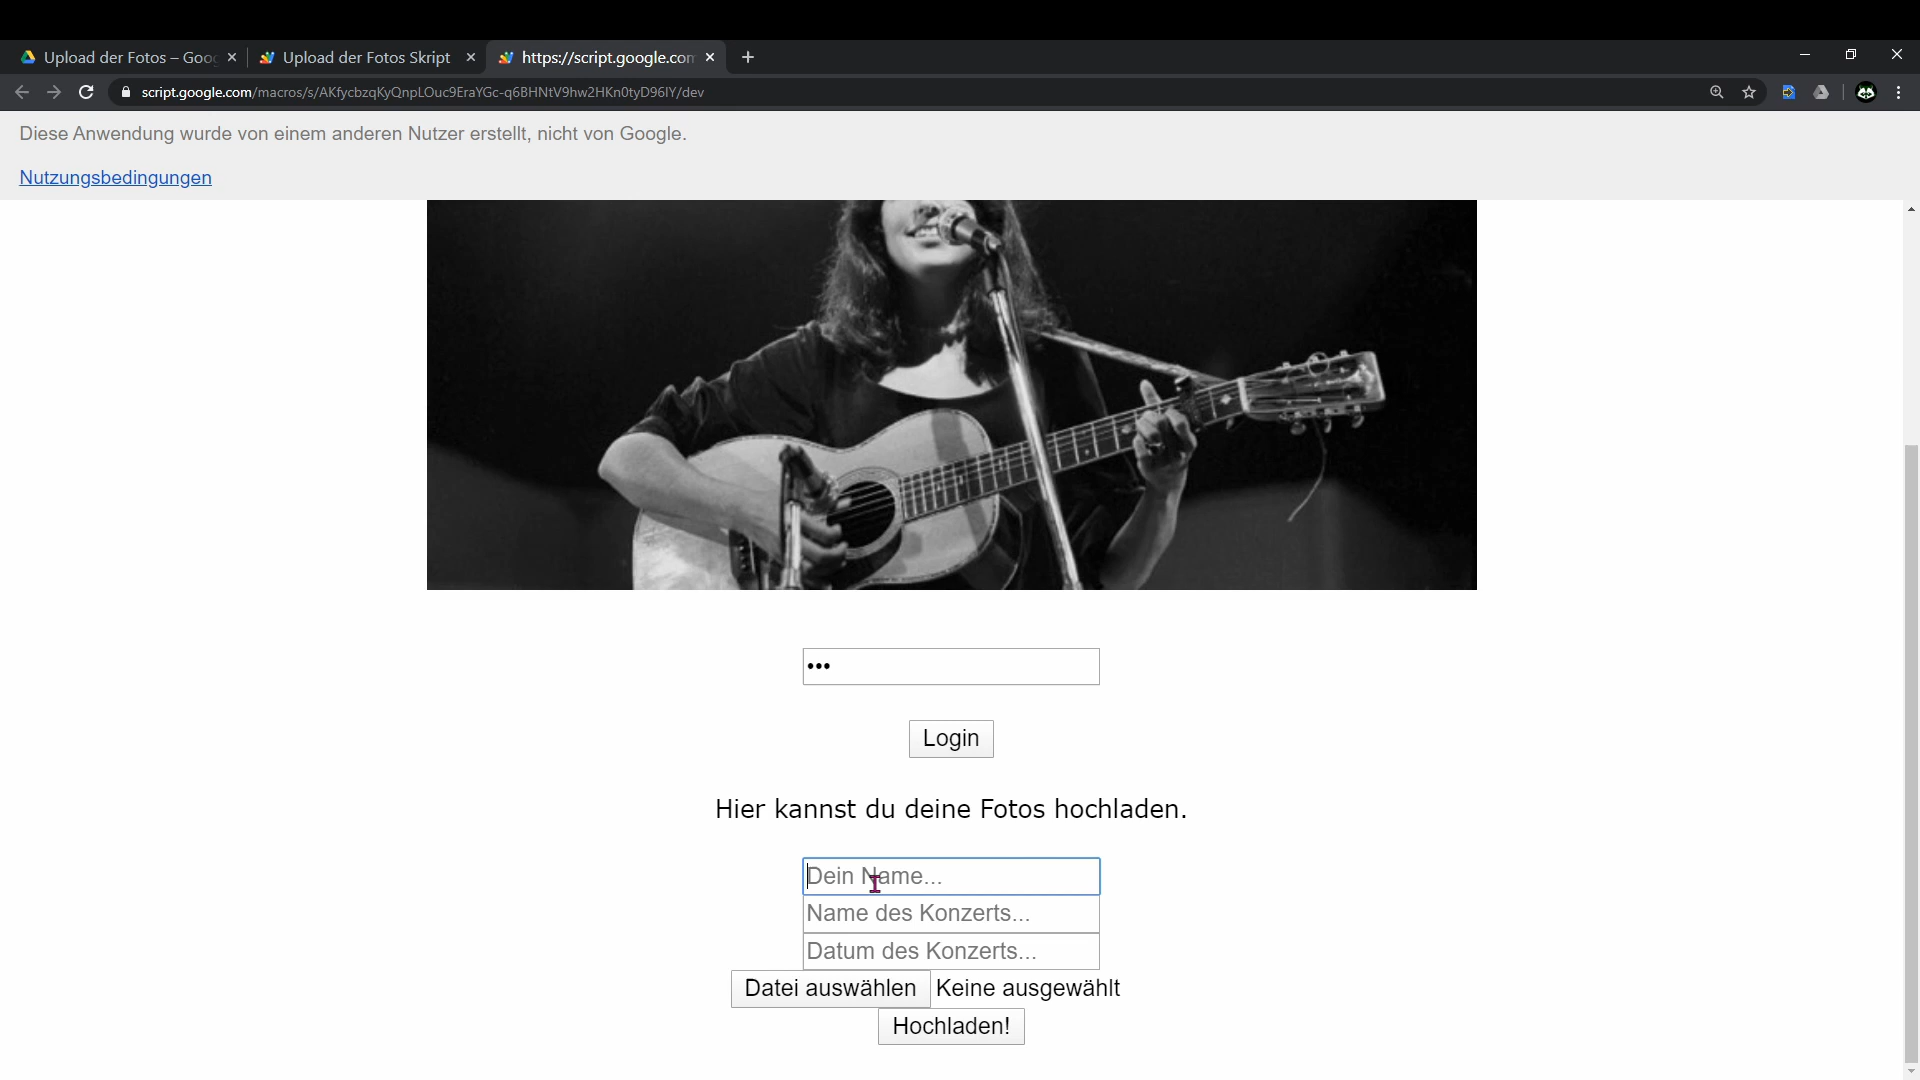 Upload der Fotos – Goog
Upload der Fotos Skript
https://script.google.com
script.google.com/macros/s/AKfycbzqKyQnpLOuc9EraYGc-q6BHNtV9hw2HKn0tyD96lY/dev
Diese Anwendung wurde von einem anderen Nutzer erstellt, nicht von Google.
Nutzungsbedingungen
•••
Login
Hier kannst du deine Fotos hochladen.
Dein Name...
Name des Konzerts...
Datum des Konzerts...
Datei auswählen Keine ausgewählt
Hochladen!